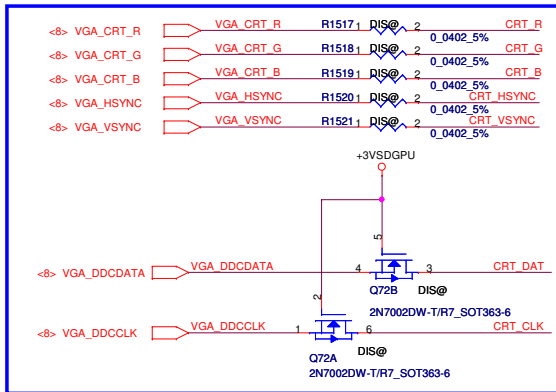 <8> VGA_CRT_R VGA_CRT_R R1517 1 DIS@ 2 CRT_R
0_0402_5%
<8> VGA_CRT_G VGA_CRT_G R1518 1 DIS@ 2 CRT_G
0_0402_5%
<8> VGA_CRT_B VGA_CRT_B R1519 1 DIS@ 2 CRT_B
0_0402_5%
<8> VGA_HSYNC VGA_HSYNC R1520 1 DIS@ 2 CRT_HSYNC
0_0402_5%
<8> VGA_VSYNC VGA_VSYNC R1521 1 DIS@ 2 CRT_VSYNC
0_0402_5%
+3VSDGPU
5
<8> VGA_DDCDATA VGA_DDCDATA 4 3 CRT_DAT
Q72B DIS@
2
2N7002DW-T/R7_SOT363-6
<8> VGA_DDCCLK VGA_DDCCLK 1 6 CRT_CLK
Q72A DIS@
2N7002DW-T/R7_SOT363-6